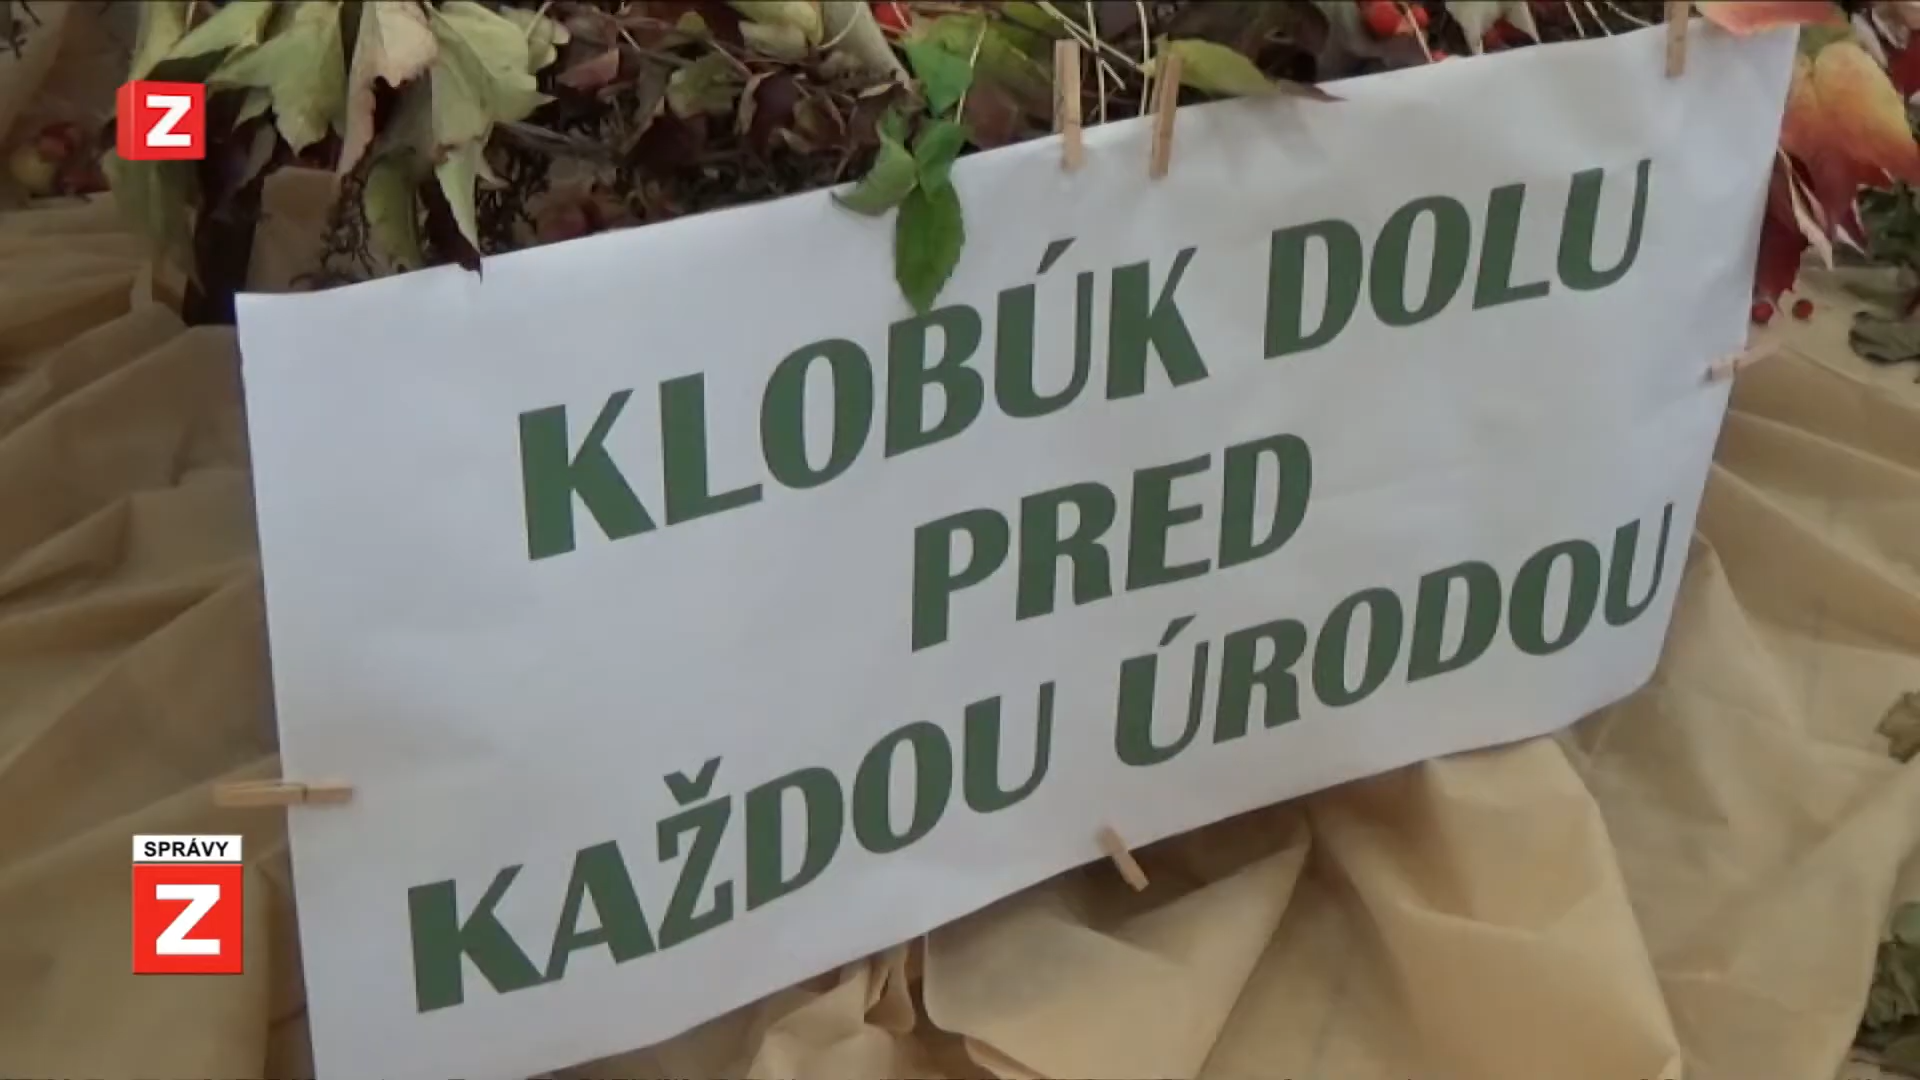 Z
KLOBÚK DOLU
PRED
KAŽDOU ÚRODOU
SPRÁVY
Z